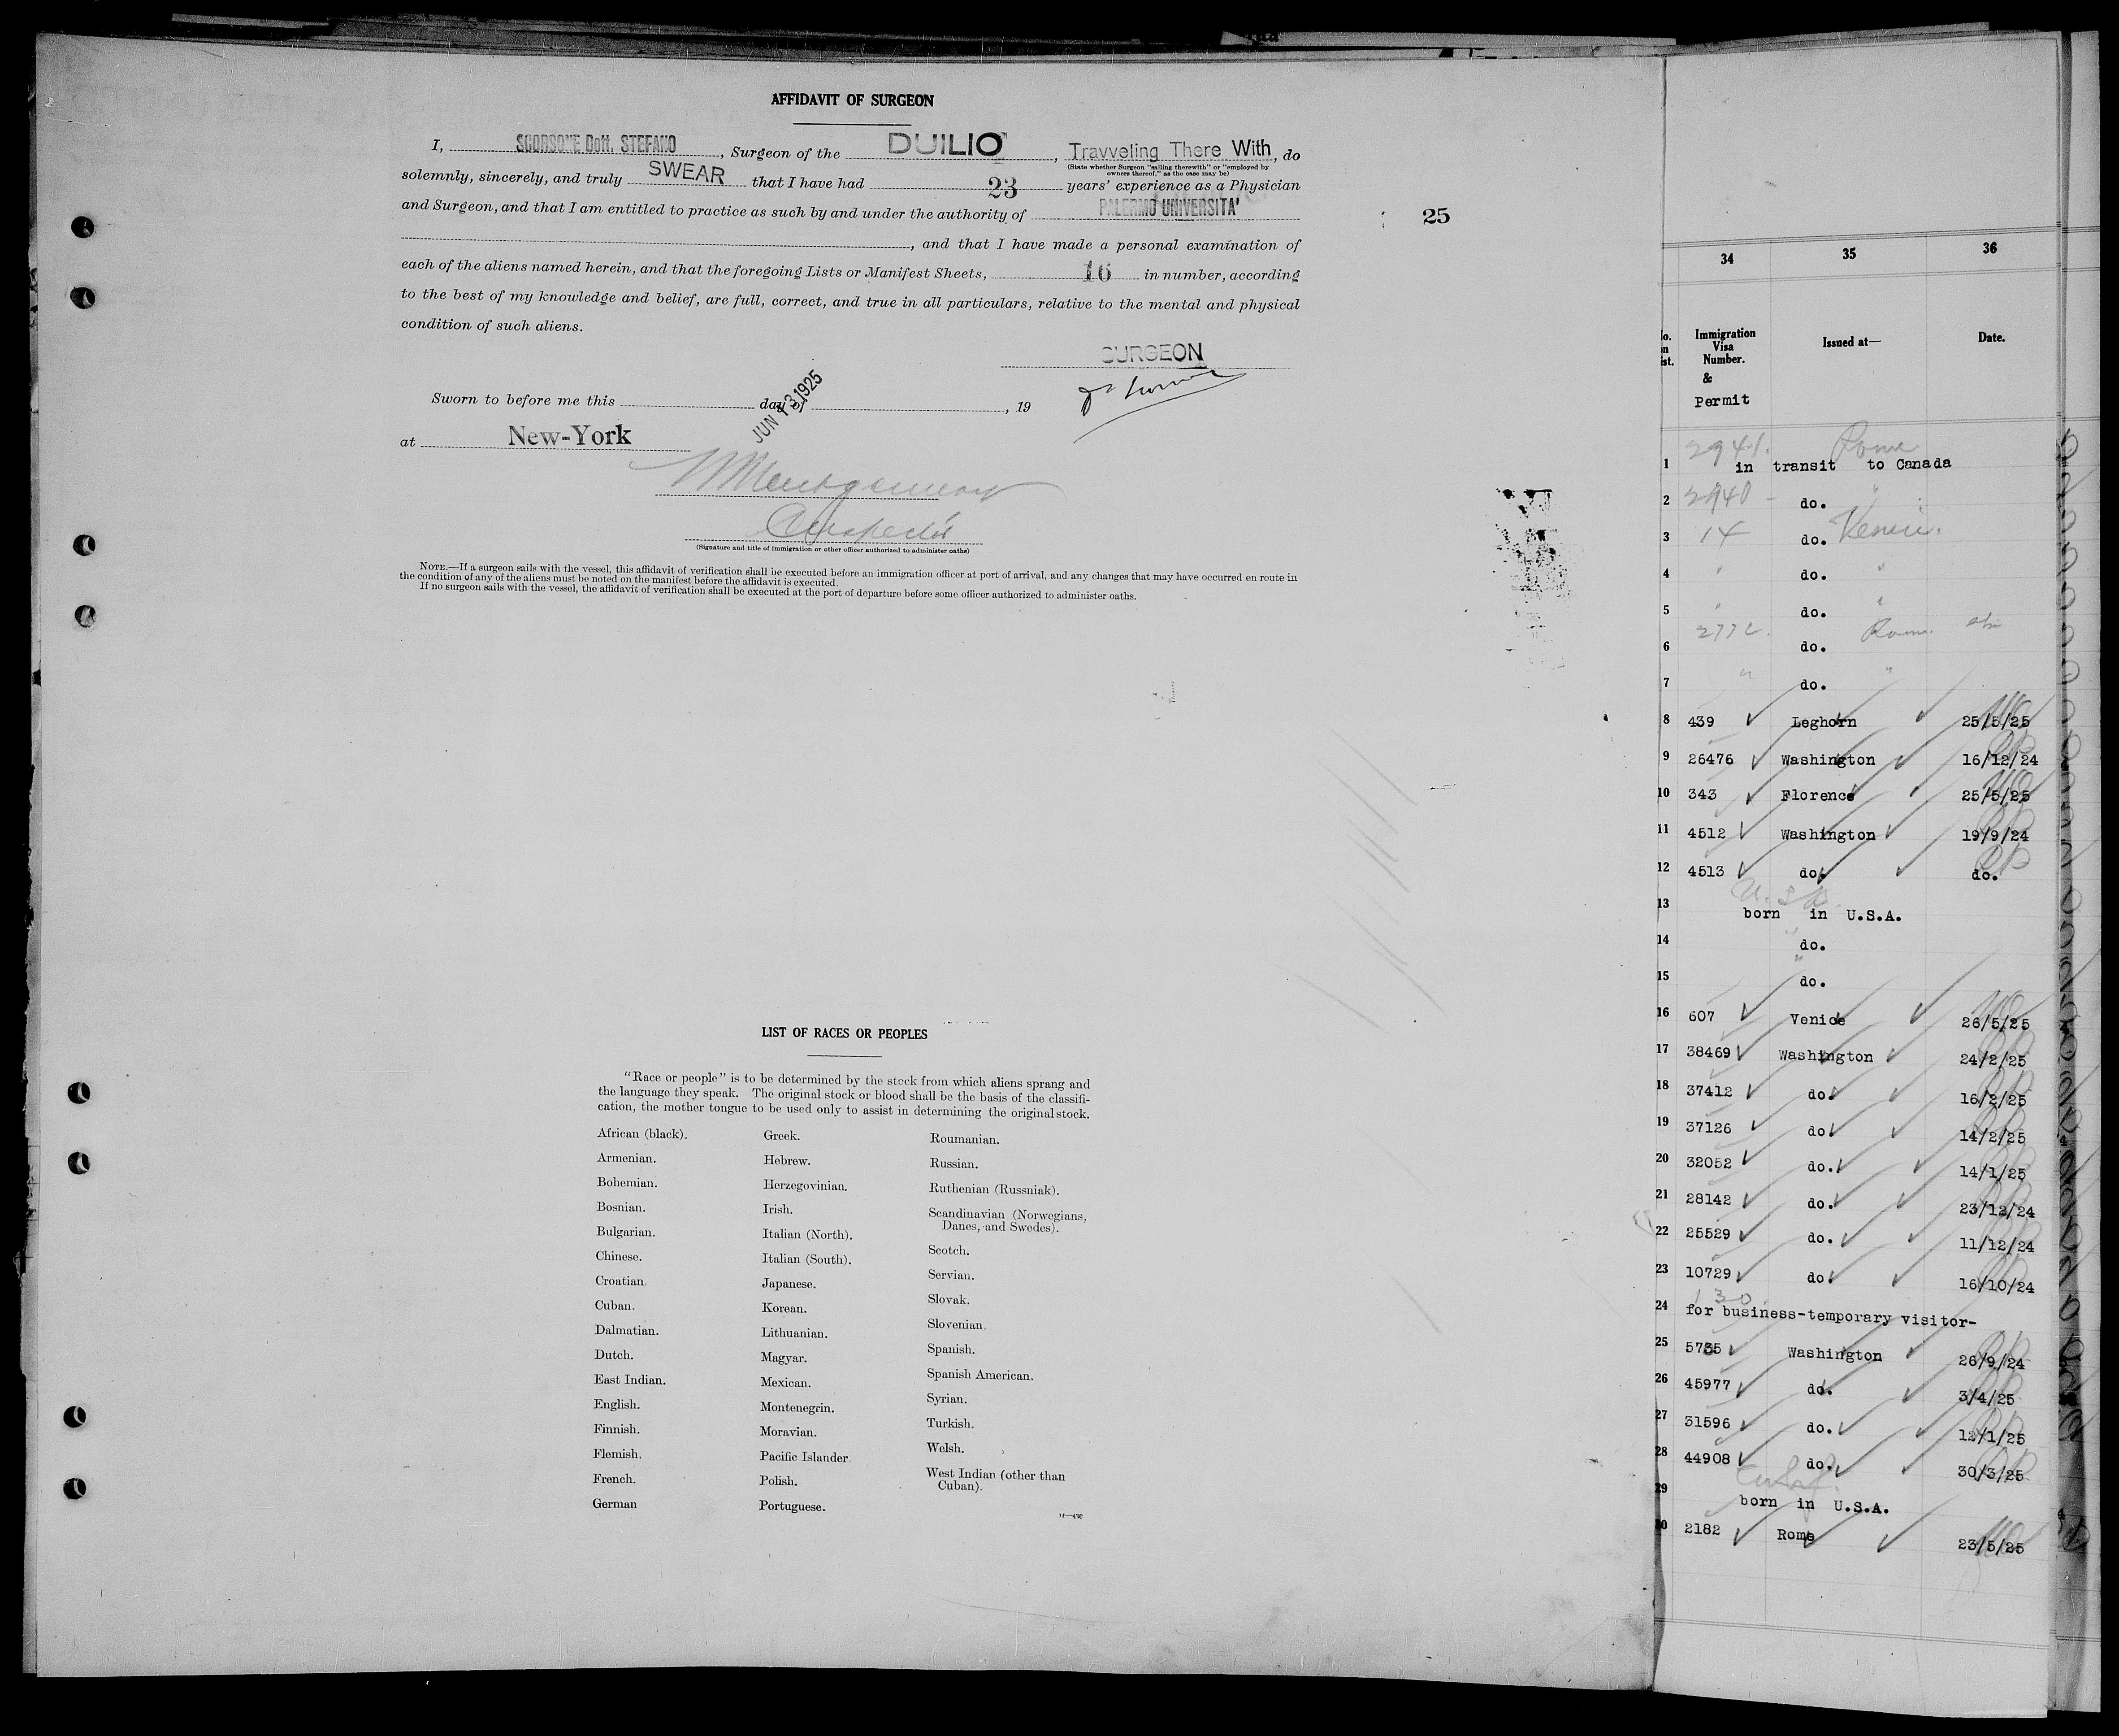 AFFIDAVIT OF SURGEON
I, SCORSONE Dott. STEFANO, Surgeon of the DUILIO, Travveling There With, do
(State whether Surgeon "sailing therewith" or "employed by
owners thereof," as the case may be)
solemnly, sincerely, and truly SWEAR that I have had 23 years' experience as a Physician
and Surgeon, and that I am entitled to practice as such by and under the authority of PALERMO UNIVERSITA'
, and that I have made a personal examination of
each of the aliens named herein, and that the foregoing Lists or Manifest Sheets, 16 in number, according
to the best of my knowledge and belief, are full, correct, and true in all particulars, relative to the mental and physical
condition of such aliens.
SURGEON
Sworn to before me this day of , 19
JUN 13 1925
at New-York
Montgomery
Inspector
(Signature and title of immigration or other officer authorized to administer oaths)
NOTE.—If a surgeon sails with the vessel, this affidavit of verification shall be executed before an immigration officer at port of arrival, and any changes that may have occurred en route in
the condition of any of the aliens must be noted on the manifest before the affidavit is executed.
If no surgeon sails with the vessel, the affidavit of verification shall be executed at the port of departure before some officer authorized to administer oaths.
25
LIST OF RACES OR PEOPLES
"Race or people" is to be determined by the stock from which aliens sprang and
the language they speak. The original stock or blood shall be the basis of the classifi-
cation, the mother tongue to be used only to assist in determining the original stock.
African (black).
Armenian.
Bohemian.
Bosnian.
Bulgarian.
Chinese.
Croatian.
Cuban.
Dalmatian.
Dutch.
East Indian.
English.
Finnish.
Flemish.
French.
German
Greek.
Hebrew.
Herzegovinian.
Irish.
Italian (North).
Italian (South).
Japanese.
Korean.
Lithuanian.
Magyar.
Mexican.
Montenegrin.
Moravian.
Pacific Islander.
Polish.
Portuguese.
Roumanian.
Russian.
Ruthenian (Russniak).
Scandinavian (Norwegians,
Danes, and Swedes).
Scotch.
Servian.
Slovak.
Slovenian.
Spanish.
Spanish American.
Syrian.
Turkish.
Welsh.
West Indian (other than
Cuban).
34 35 36
Immigration Visa Number. & Permit Issued at— Date.
2941. Rome
1 in transit to Canada
2 2940 - do. "
3 14 do. Venice.
4 " do. "
5 " do. "
6 2772. do. Rome
7 " do. "
8 439 Leghorn 25/5/25
9 26476 Washington 16/12/24
10 343 Florence 25/5/25
11 4512 Washington 19/9/24
12 4513 do. do.
U.S.B.
13 born in U.S.A.
14 " do.
15 " do.
16 607 Venice 26/5/25
17 38469 Washington 24/2/25
18 37412 do. 16/2/25
19 37126 do. 14/2/25
20 32052 do. 14/1/25
21 28142 do. 23/12/24
22 25529 do. 11/12/24
23 10729 do. 16/10/24
130
24 for business-temporary visitor-
25 5735 Washington 26/9/24
26 45977 do. 3/4/25
27 31596 do. 12/1/25
28 44908 do. 30/3/25
29 born in U.S.A.
30 2182 Rome 23/5/25